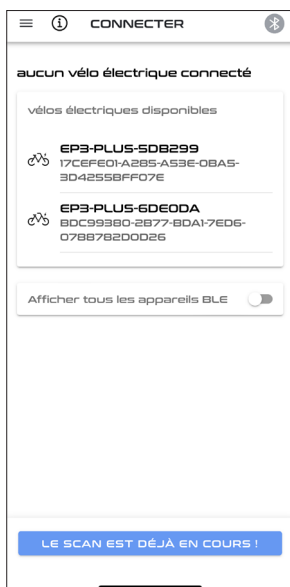 CONNECTER
aucun vélo électrique connecté
vélos électriques disponibles
EP3-PLUS-5DB299
17CEFE01-A285-A53E-0BA5-
3D4255BFF07E
EP3-PLUS-6DE0DA
BDC99380-2B77-BDA1-7ED6-
0788782D0D26
Afficher tous les appareils BLE
LE SCAN EST DÉJÀ EN COURS !